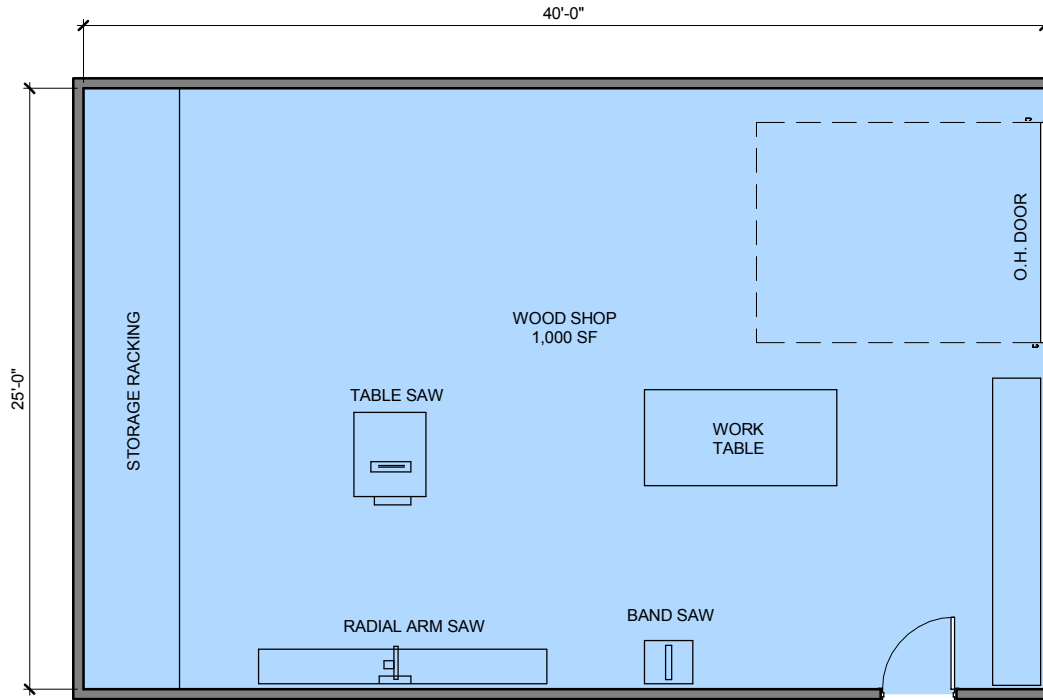 40'-0"
25'-0"
STORAGE RACKING
O.H. DOOR
WOOD SHOP
1,000 SF
TABLE SAW
WORK
TABLE
RADIAL ARM SAW
BAND SAW